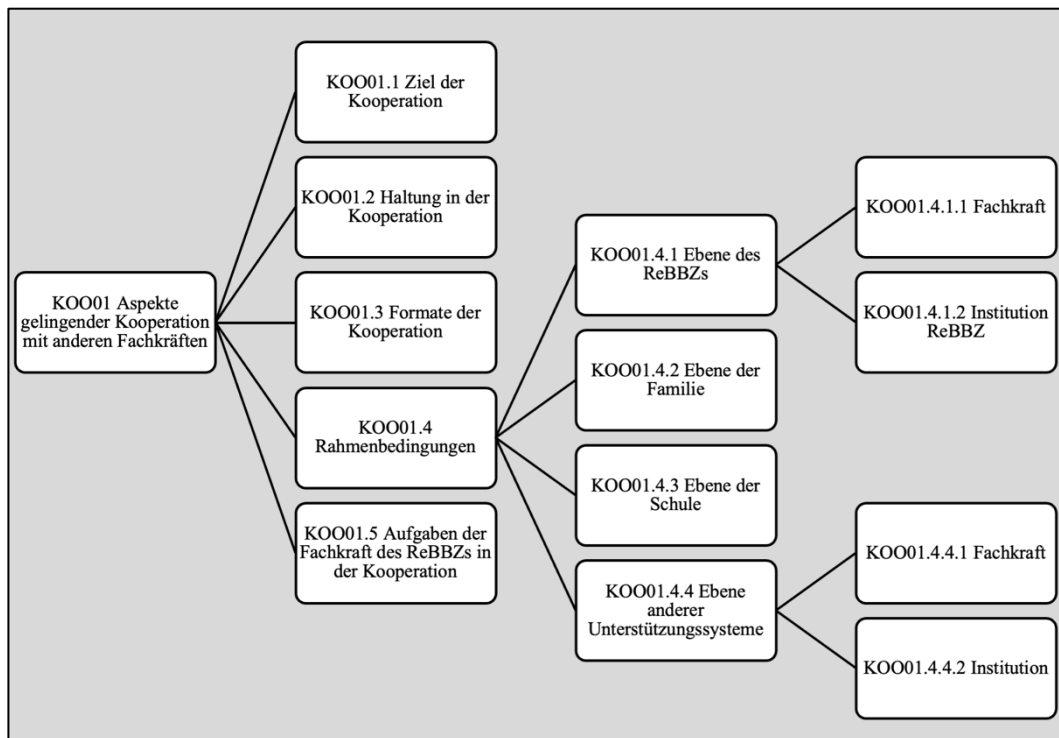 KOO01 Aspekte
gelingender Kooperation
mit anderen Fachkräften
KOO01.1 Ziel der
Kooperation
KOO01.2 Haltung in der
Kooperation
KOO01.3 Formate der
Kooperation
KOO01.4
Rahmenbedingungen
KOO01.5 Aufgaben der
Fachkraft des ReBBZs in
der Kooperation
KOO01.4.1 Ebene des
ReBBZs
KOO01.4.2 Ebene der
Familie
KOO01.4.3 Ebene der
Schule
KOO01.4.4 Ebene
anderer
Unterstützungssysteme
KOO01.4.1.1 Fachkraft
KOO01.4.1.2 Institution
ReBBZ
KOO01.4.4.1 Fachkraft
KOO01.4.4.2 Institution